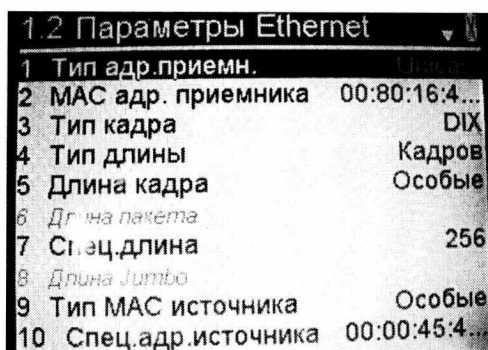 1.2 Параметры Ethernet
1 Тип адр.приемн. Unicast
2 MAC адр. приемника 00:80:16:4...
3 Тип кадра DIX
4 Тип длины Кадров
5 Длина кадра Особые
6 Длина пакета
7 Спец.длина 256
8 Длина Jumbo
9 Тип MAC источника Особые
10 Спец.адр.источника 00:00:45:4...